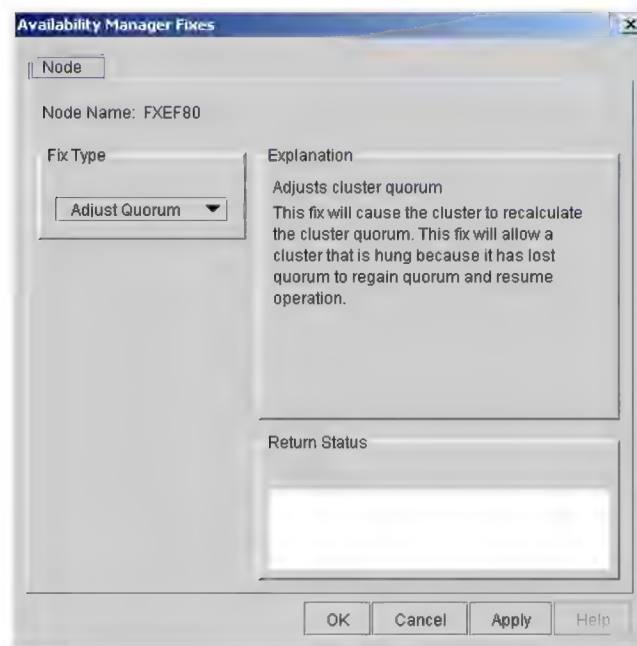 Availability Manager Fixes
Node
Node Name: FXEF80
Fix Type
Adjust Quorum
Explanation
Adjusts cluster quorum
This fix will cause the cluster to recalculate
the cluster quorum. This fix will allow a
cluster that is hung because it has lost
quorum to regain quorum and resume
operation.
Return Status
OK
Cancel
Apply
Help